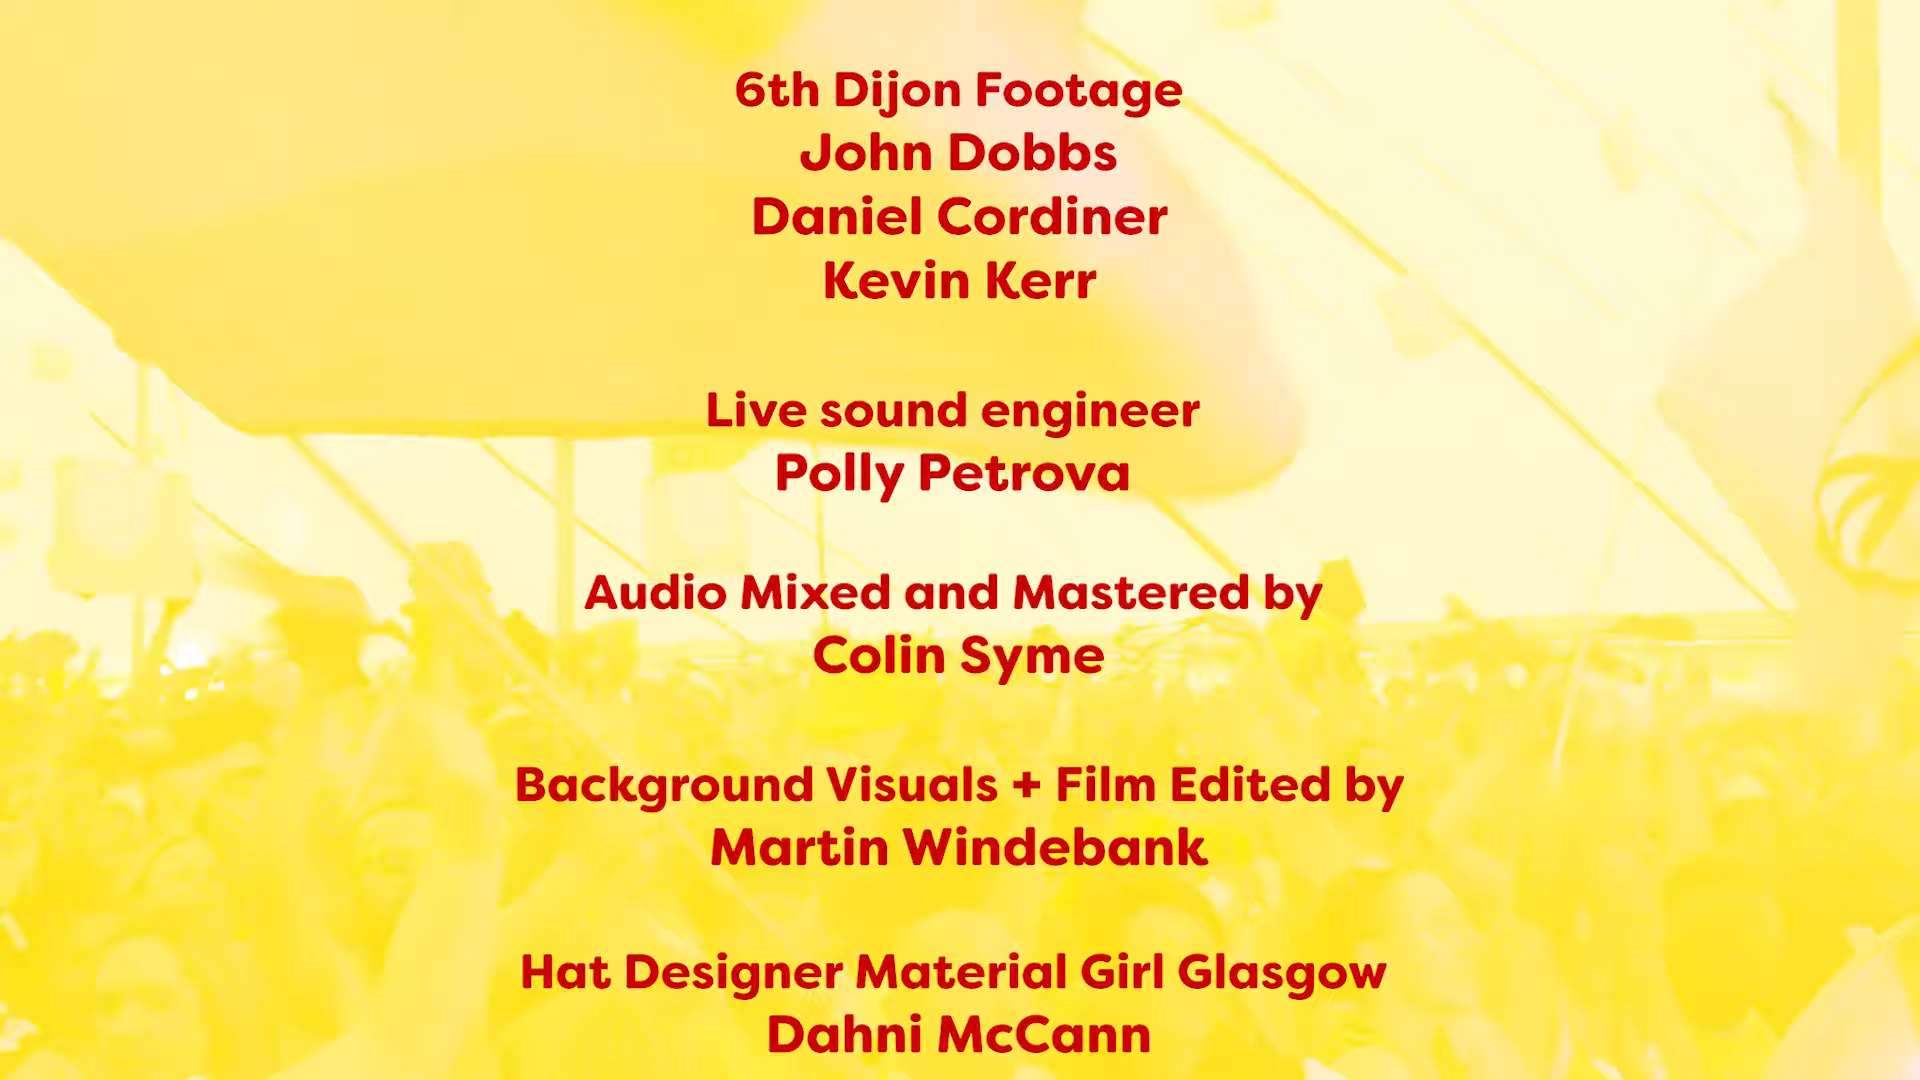 6th Dijon Footage
John Dobbs
Daniel Cordiner
Kevin Kerr
Live sound engineer
Polly Petrova
Audio Mixed and Mastered by
Colin Syme
Background Visuals + Film Edited by
Martin Windebank
Hat Designer Material Girl Glasgow
Dahni McCann